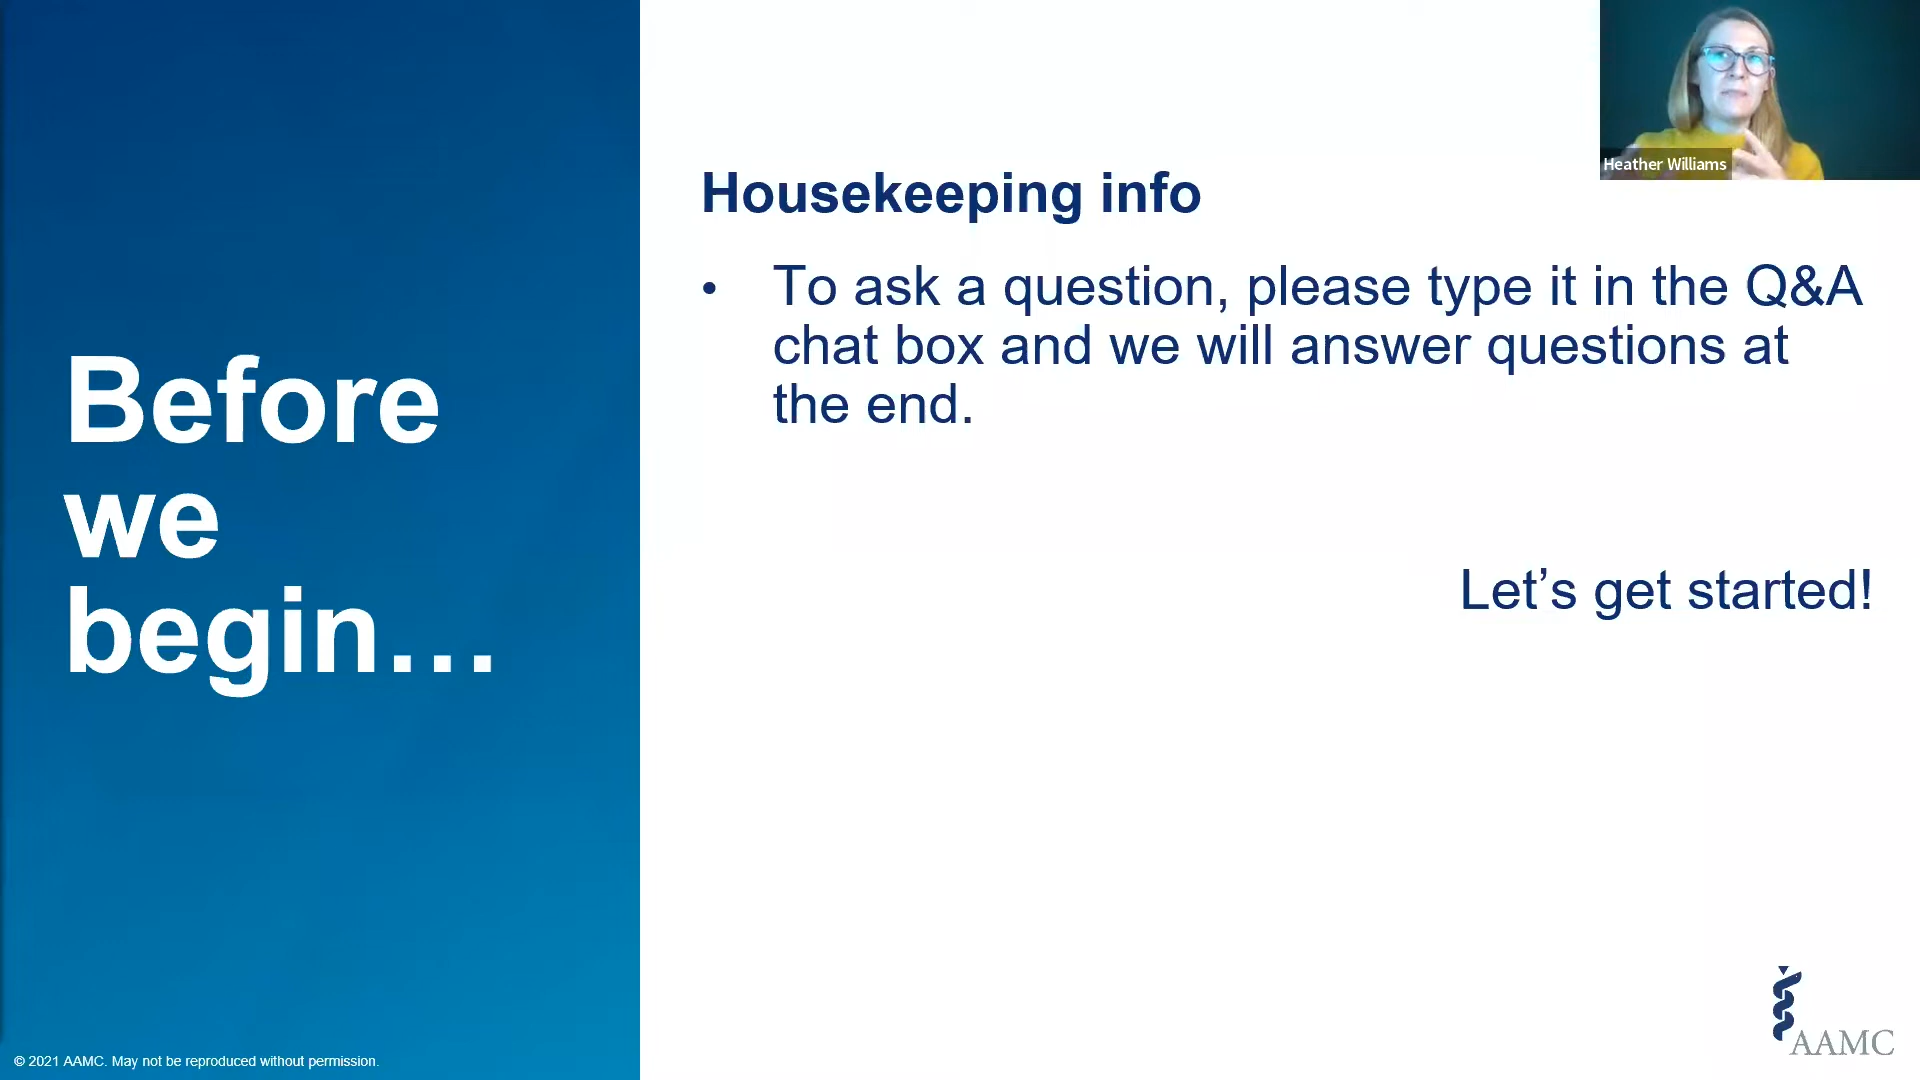 Before
we
begin…
Housekeeping info
• To ask a question, please type it in the Q&A
chat box and we will answer questions at
the end.
Let’s get started!
Heather Williams
© 2021 AAMC. May not be reproduced without permission.
AAMC